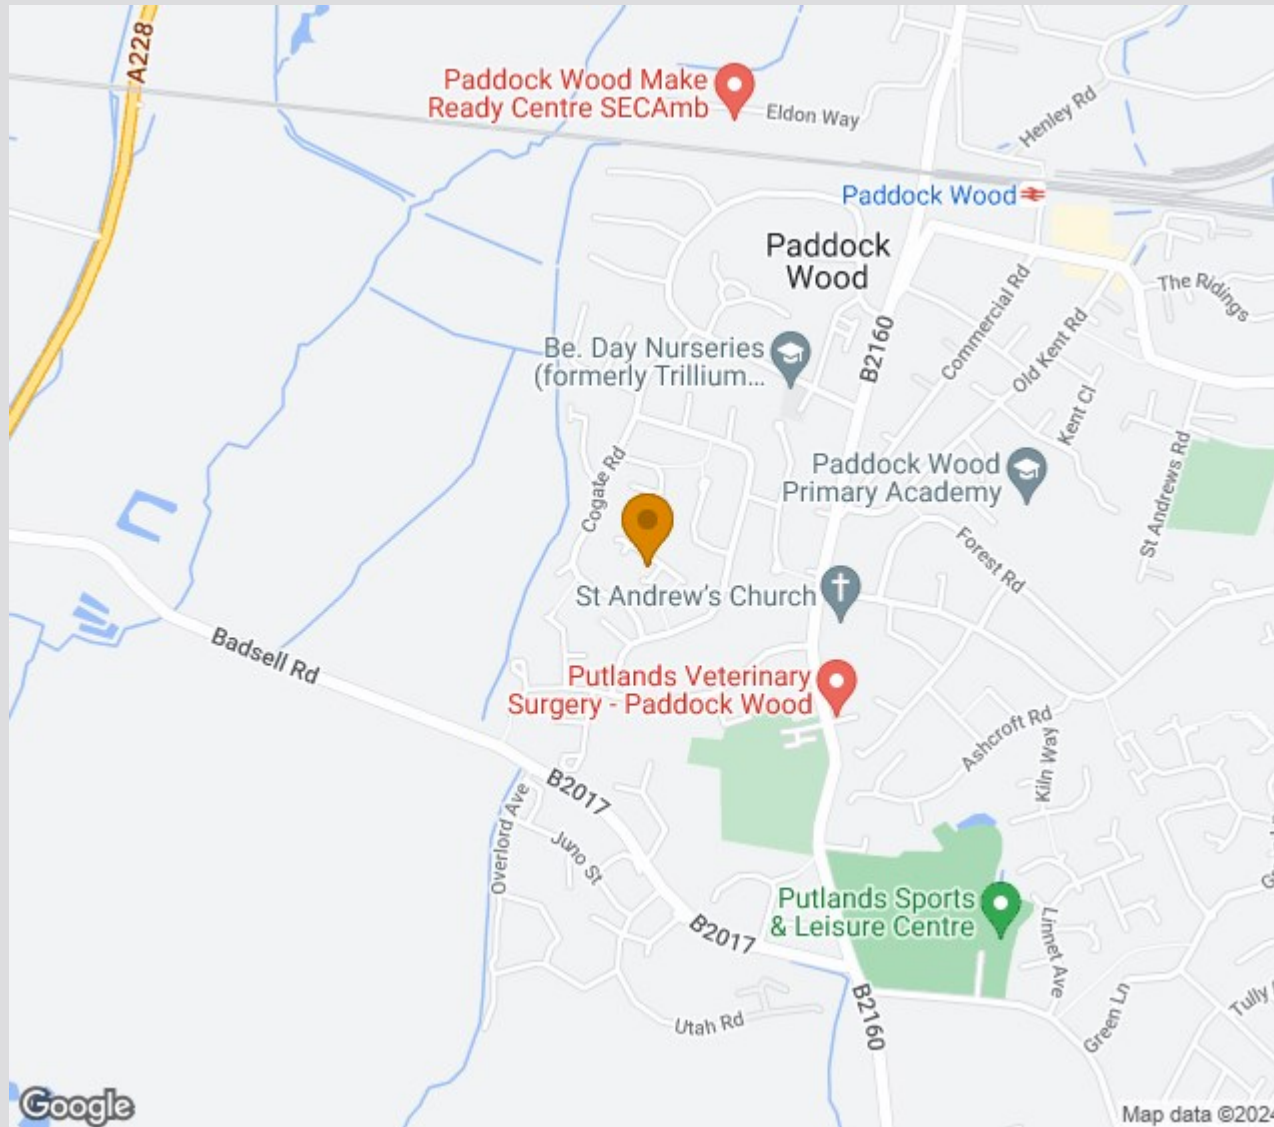 A228
Paddock Wood Make
Ready Centre SECAmb
Eldon Way
Henley Rd
Paddock Wood
Paddock
Wood
The Ridings
Commercial Rd
Old Kent Rd
B2160
Be. Day Nurseries
(formerly Trillium...
Kent Cl
St Andrews Rd
Cogate Rd
Paddock Wood
Primary Academy
Forest Rd
St Andrew's Church
Badsell Rd
Putlands Veterinary
Surgery - Paddock Wood
Ashcroft Rd
Kiln Way
B2017
Overlord Ave
Juno St
Putlands Sports
& Leisure Centre
Linnet Ave
B2017
Green Ln
Tully
B2160
Utah Rd
Google
Map data ©2024